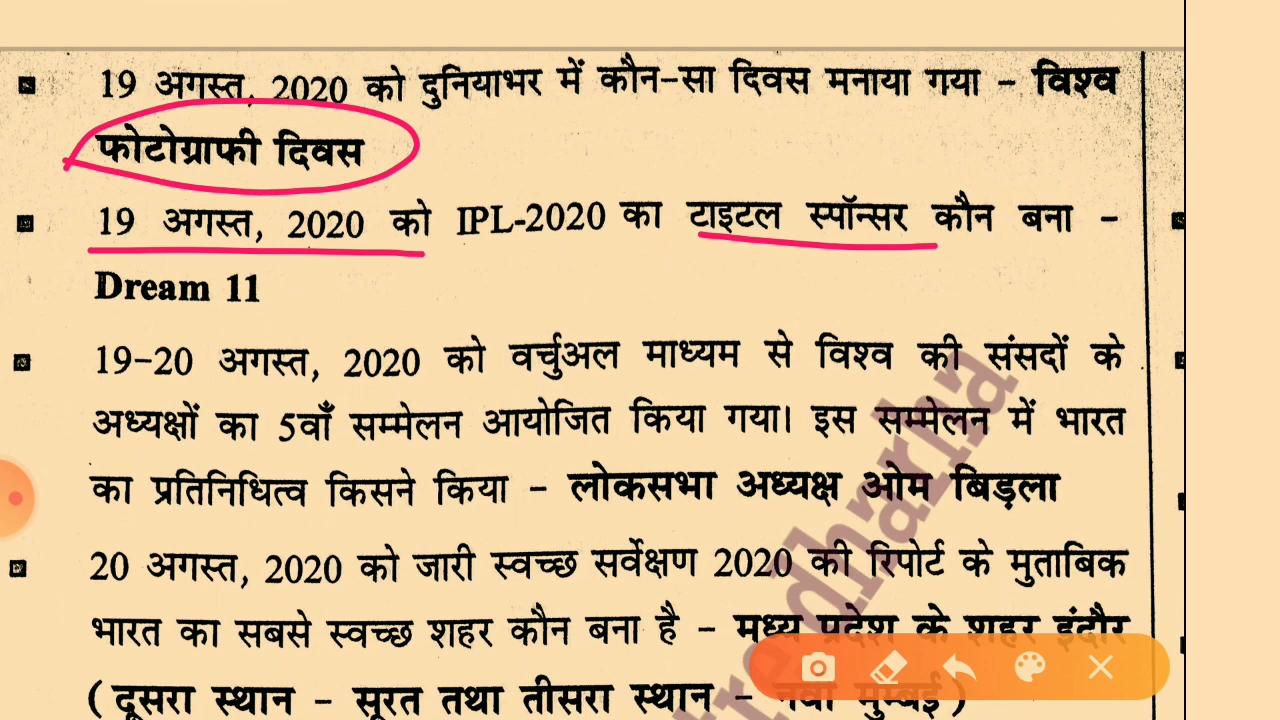 19 अगस्त, 2020 को दुनियाभर में कौन-सा दिवस मनाया गया – विश्व
फोटोग्राफी दिवस
19 अगस्त, 2020 को IPL-2020 का टाइटल स्पॉन्सर कौन बना –
Dream 11
19-20 अगस्त, 2020 को वर्चुअल माध्यम से विश्व की संसदों के
अध्यक्षों का 5वाँ सम्मेलन आयोजित किया गया। इस सम्मेलन में भारत
का प्रतिनिधित्व किसने किया – लोकसभा अध्यक्ष ओम बिड़ला
20 अगस्त, 2020 को जारी स्वच्छ सर्वेक्षण 2020 की रिपोर्ट के मुताबिक
भारत का सबसे स्वच्छ शहर कौन बना है – मध्य प्रदेश के शहर इंदौर
(दूसरा स्थान – सूरत तथा तीसरा स्थान – नवी मुम्बई)